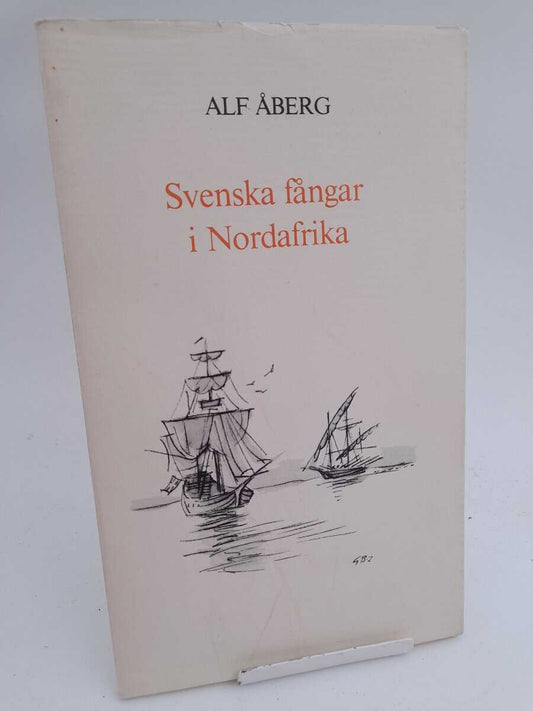 ALF ÅBERG
Svenska fångar
i Nordafrika